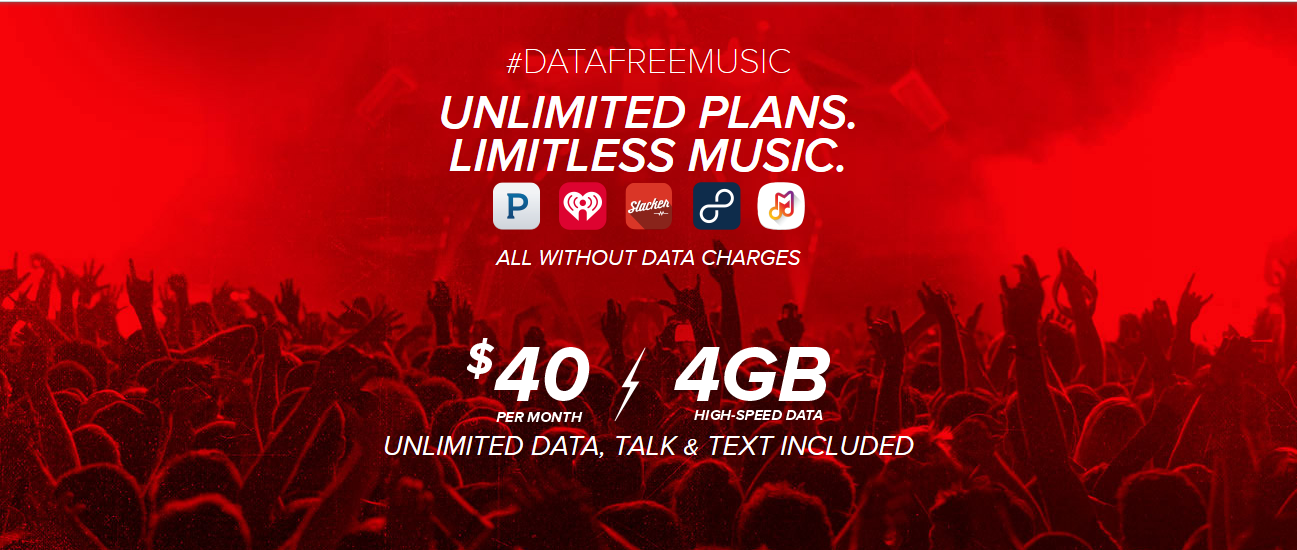 #DATAFREEMUSIC
UNLIMITED PLANS.
LIMITLESS MUSIC.
P
Slacker
ALL WITHOUT DATA CHARGES
$40 / 4GB
PER MONTH HIGH-SPEED DATA
UNLIMITED DATA, TALK & TEXT INCLUDED